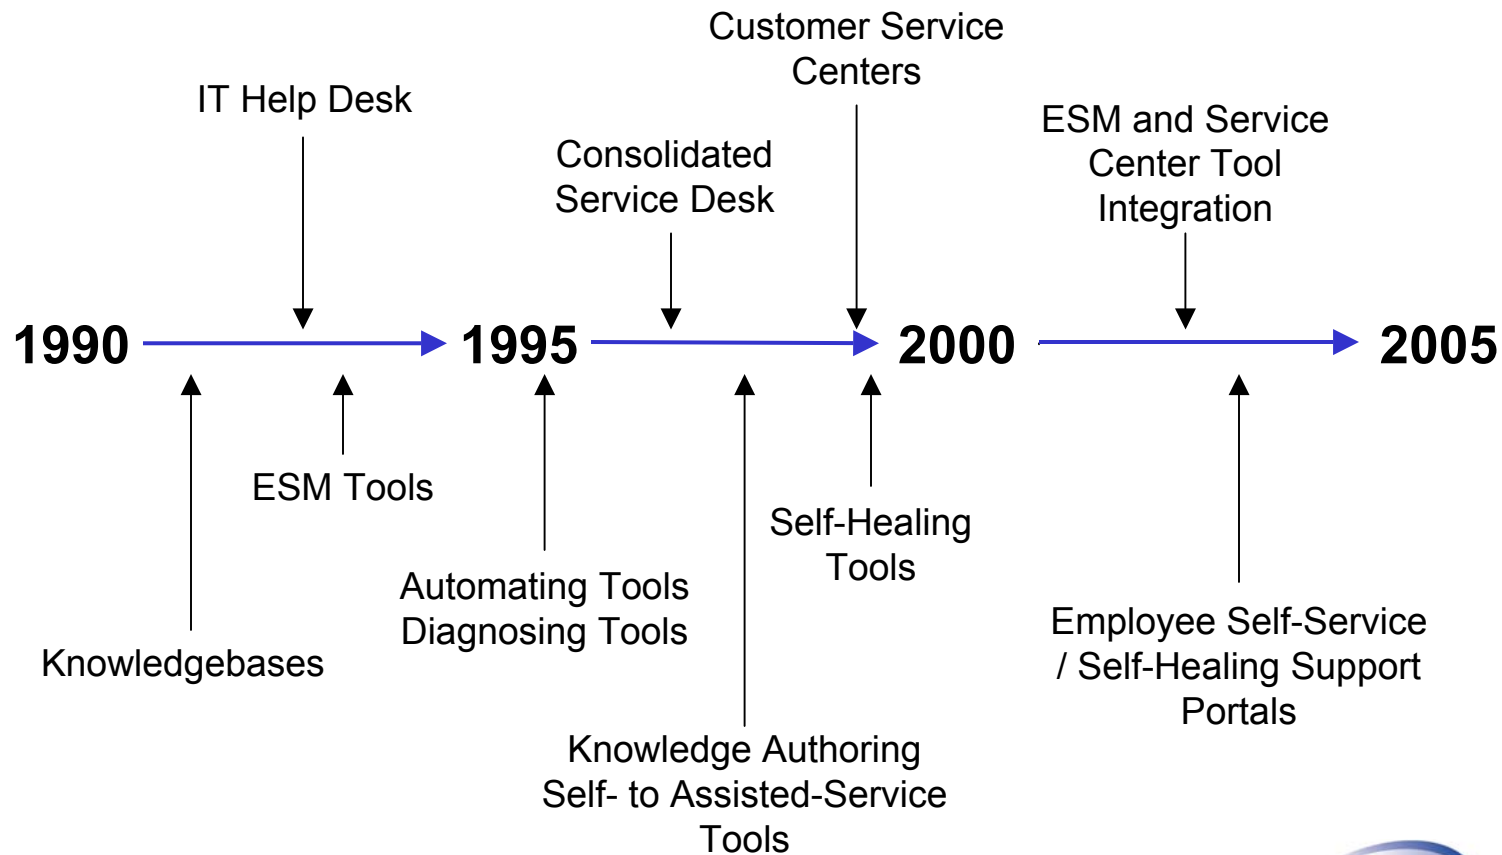 Customer Service
Centers
IT Help Desk
ESM and Service
Center Tool
Integration
Consolidated
Service Desk
1990
1995
2000
2005
ESM Tools
Self-Healing
Tools
Automating Tools
Diagnosing Tools
Knowledgebases
Employee Self-Service
/ Self-Healing Support
Portals
Knowledge Authoring
Self- to Assisted-Service
Tools